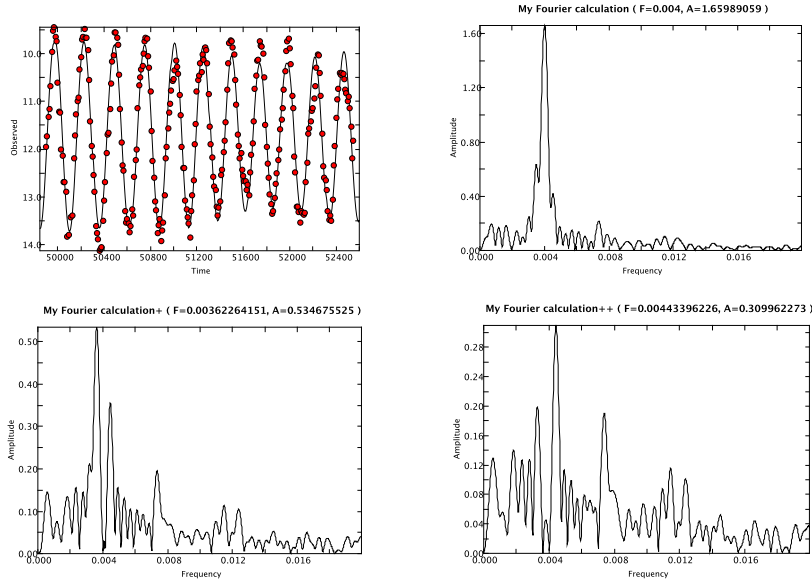 My Fourier calculation ( F=0.004, A=1.65989059 )
10.0
11.0
12.0
13.0
14.0
Observed
50000 50400 50800 51200 51600 52000 52400
Time
1.60
1.20
0.80
0.40
0.00
Amplitude
0.000 0.004 0.008 0.012 0.016
Frequency
My Fourier calculation+ ( F=0.00362264151, A=0.534675525 )
0.50
0.40
0.30
0.20
0.10
0.00
Amplitude
0.000 0.004 0.008 0.012 0.016
Frequency
My Fourier calculation++ ( F=0.00443396226, A=0.309962273 )
0.28
0.24
0.20
0.16
0.12
0.08
0.04
0.00
Amplitude
0.000 0.004 0.008 0.012 0.016
Frequency